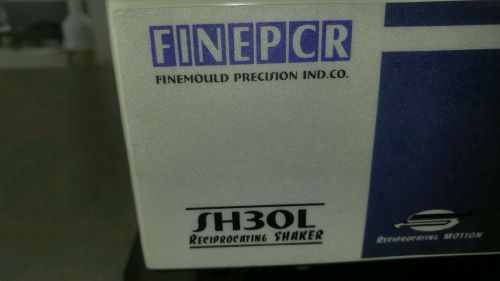 FINEPCR
FINEMOULD PRECISION IND.CO.
SH30L
RECIPROCATING SHAKER
RECIPROCATING MOTION